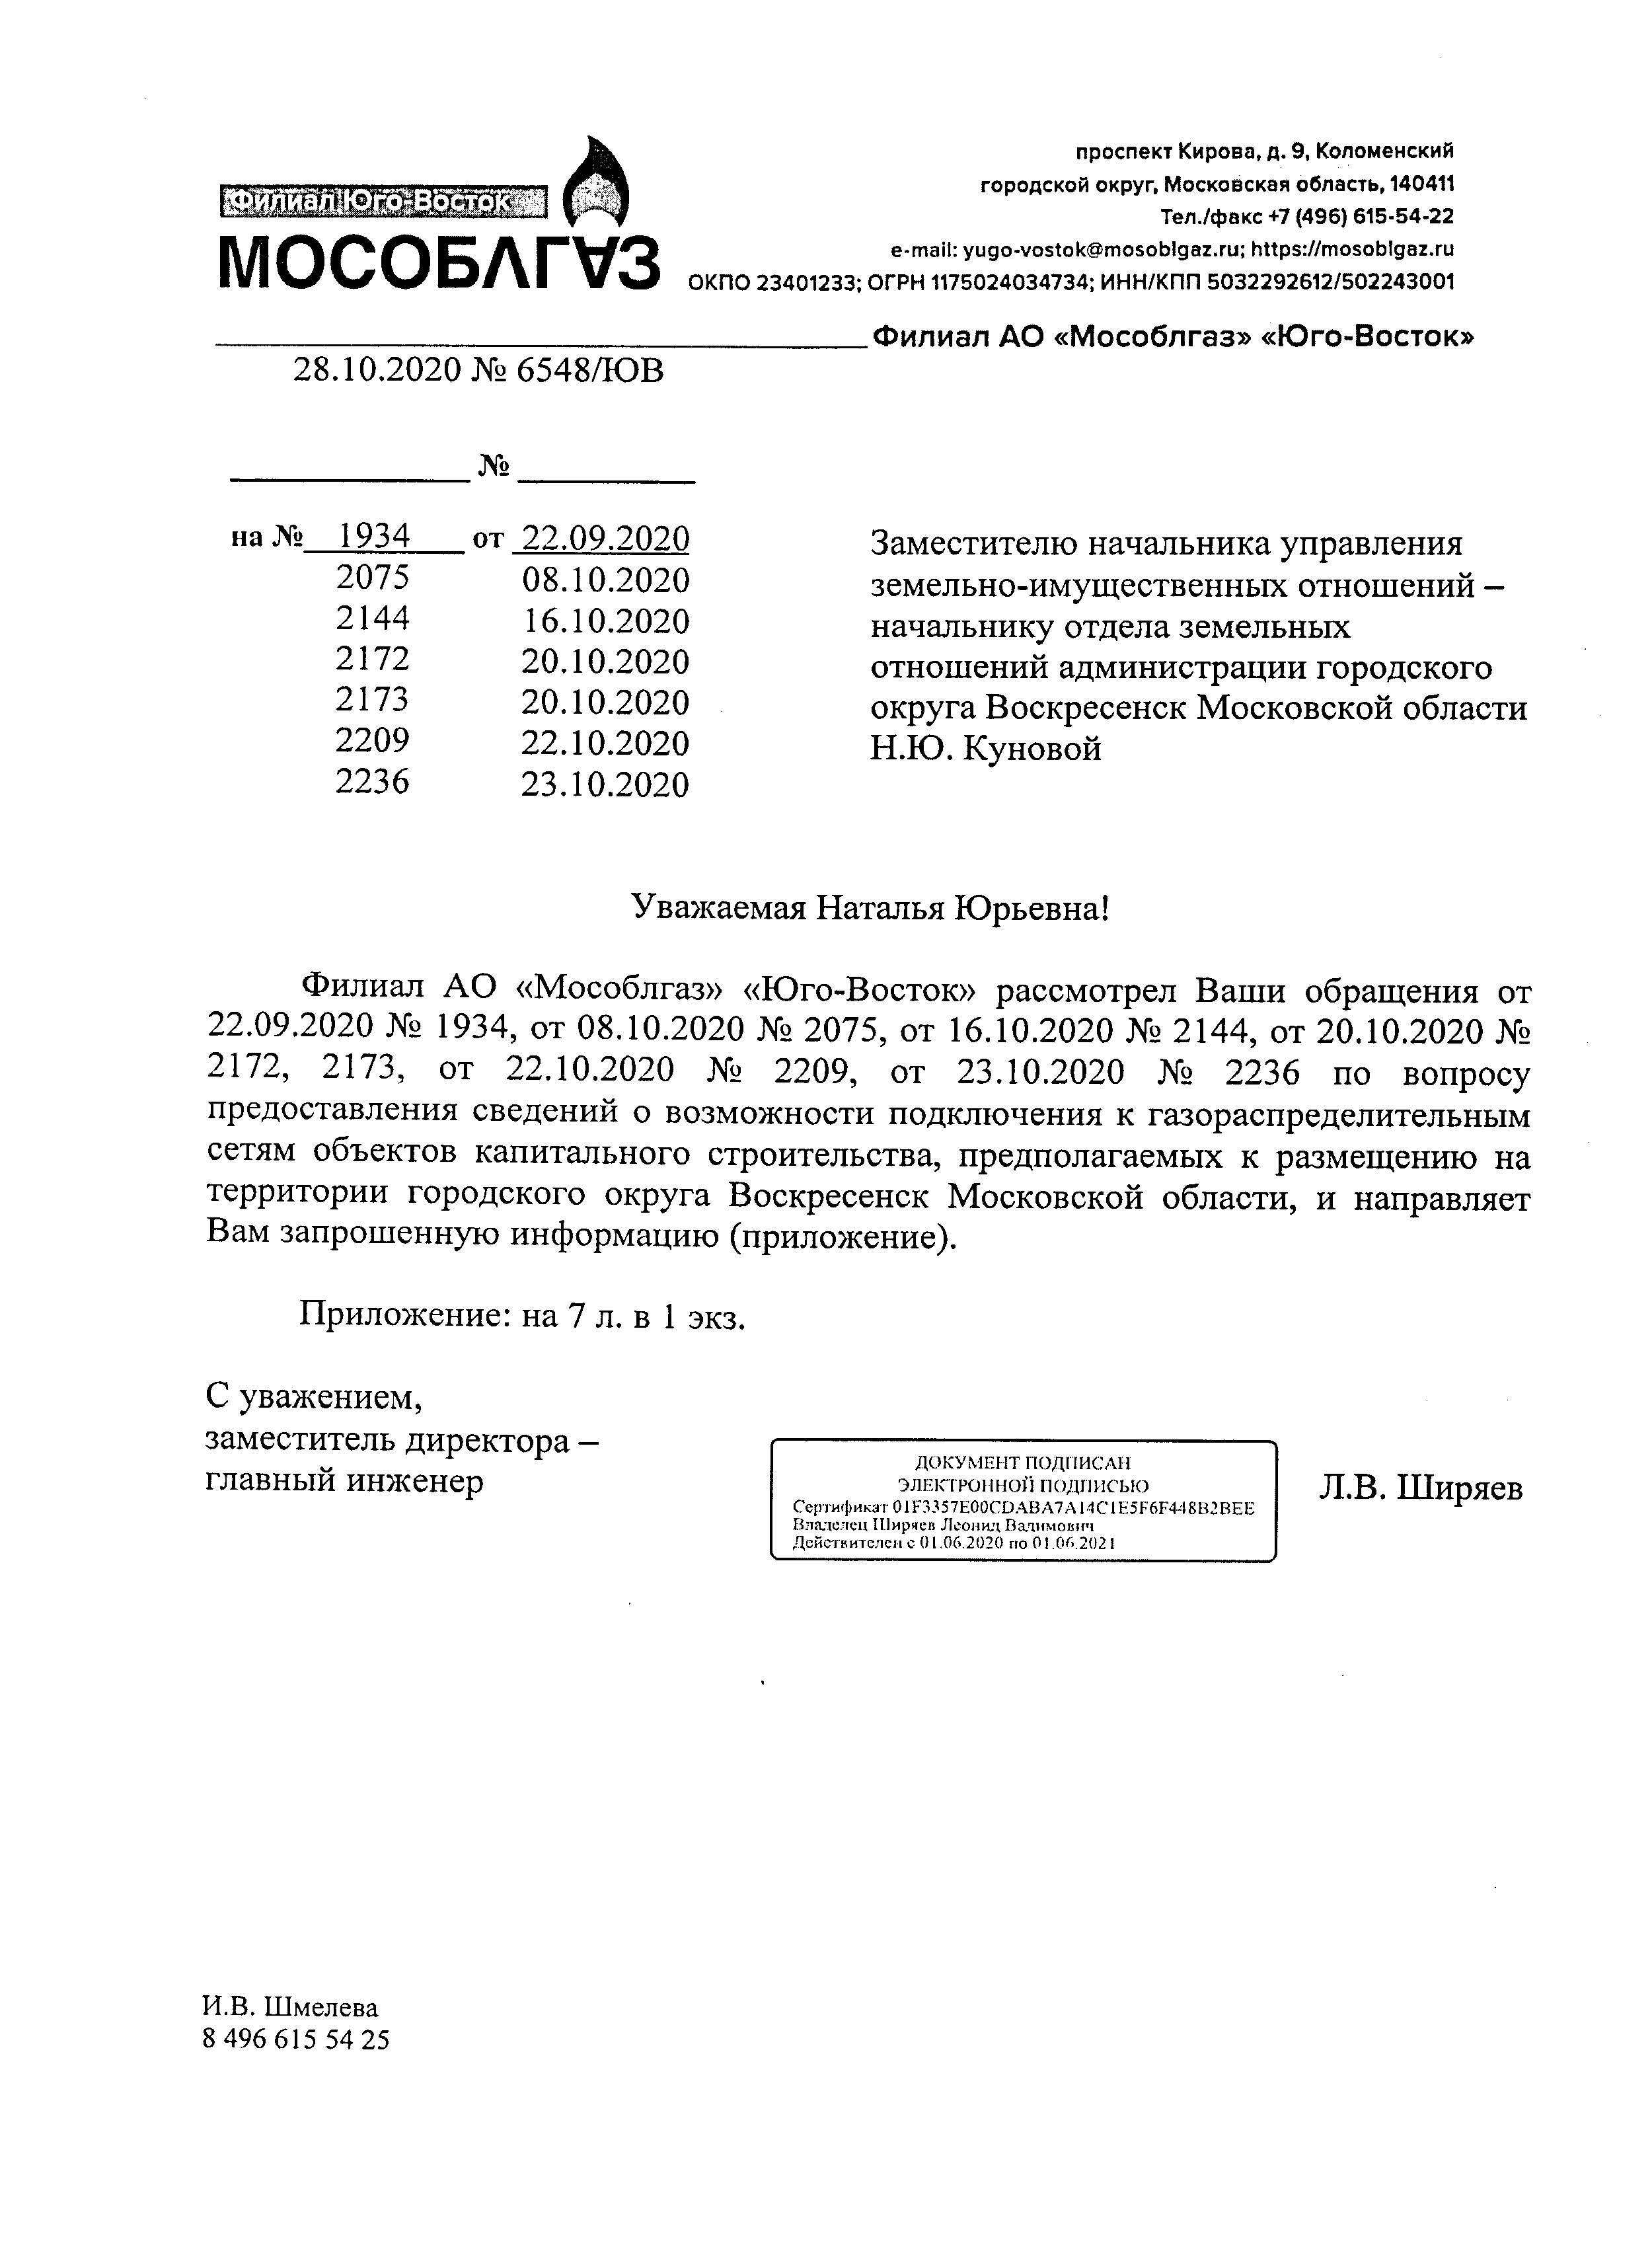 проспект Кирова, д. 9, Коломенский
городской округ, Московская область, 140411
Тел./факс +7 (496) 615-54-22
e-mail: yugo-vostok@mosoblgaz.ru; https://mosoblgaz.ru
ОКПО 23401233; ОГРН 1175024034734; ИНН/КПП 5032292612/502243001
Филиал Юго-Восток
МОСОБЛГАЗ
Филиал АО «Мособлгаз» «Юго-Восток»
28.10.2020 № 6548/ЮВ
№
на № 1934 от 22.09.2020
2075 08.10.2020
2144 16.10.2020
2172 20.10.2020
2173 20.10.2020
2209 22.10.2020
2236 23.10.2020
Заместителю начальника управления
земельно-имущественных отношений –
начальнику отдела земельных
отношений администрации городского
округа Воскресенск Московской области
Н.Ю. Куновой
Уважаемая Наталья Юрьевна!
Филиал АО «Мособлгаз» «Юго-Восток» рассмотрел Ваши обращения от
22.09.2020 № 1934, от 08.10.2020 № 2075, от 16.10.2020 № 2144, от 20.10.2020 №
2172, 2173, от 22.10.2020 № 2209, от 23.10.2020 № 2236 по вопросу
предоставления сведений о возможности подключения к газораспределительным
сетям объектов капитального строительства, предполагаемых к размещению на
территории городского округа Воскресенск Московской области, и направляет
Вам запрошенную информацию (приложение).
Приложение: на 7 л. в 1 экз.
С уважением,
заместитель директора –
главный инженер
ДОКУМЕНТ ПОДПИСАН
ЭЛЕКТРОННОЙ ПОДПИСЬЮ
Сертификат 01F3357E00CDABA7A14C1E5F6F448B2BEE
Владелец Ширяев Леонид Вадимович
Действителен с 01.06.2020 по 01.06.2021
Л.В. Ширяев
И.В. Шмелева
8 496 615 54 25